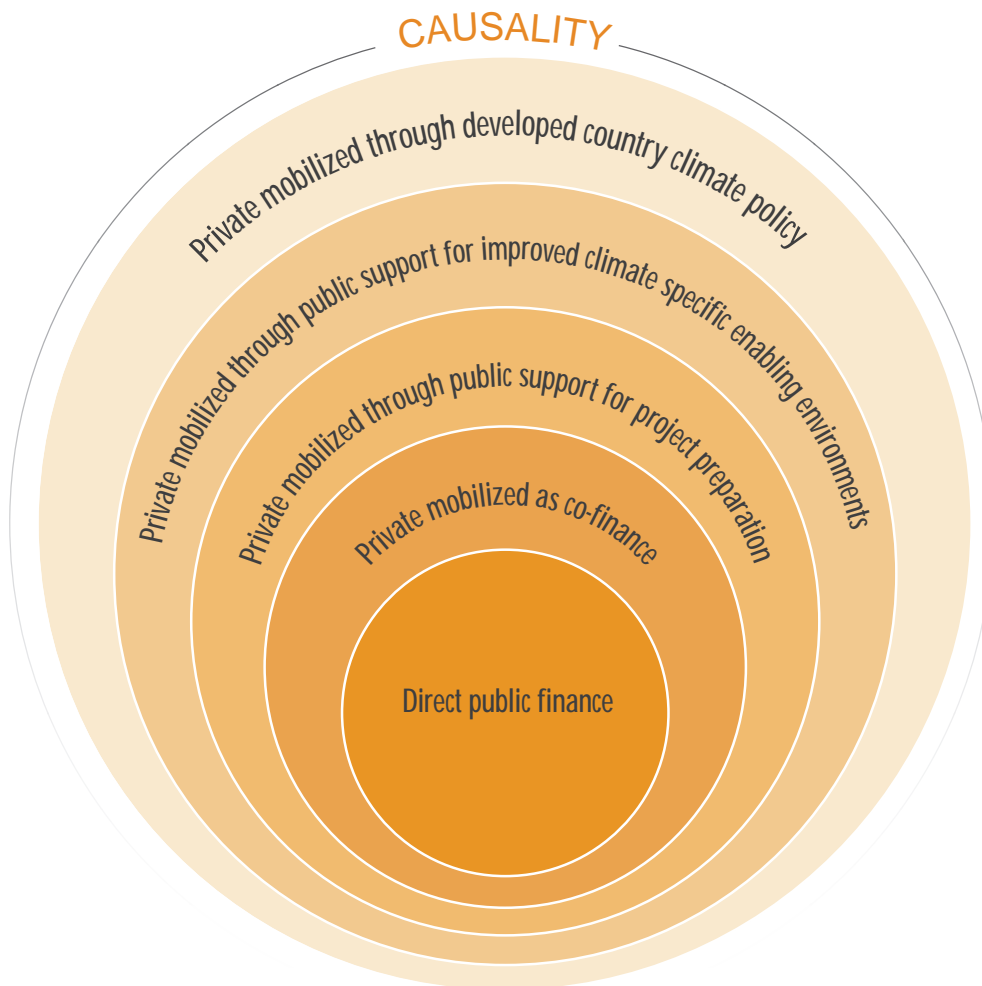 CAUSALITY
Private mobilized through developed country climate policy
Private mobilized through public support for improved climate specific enabling environments
Private mobilized through public support for project preparation
Private mobilized as co-finance
Direct public finance